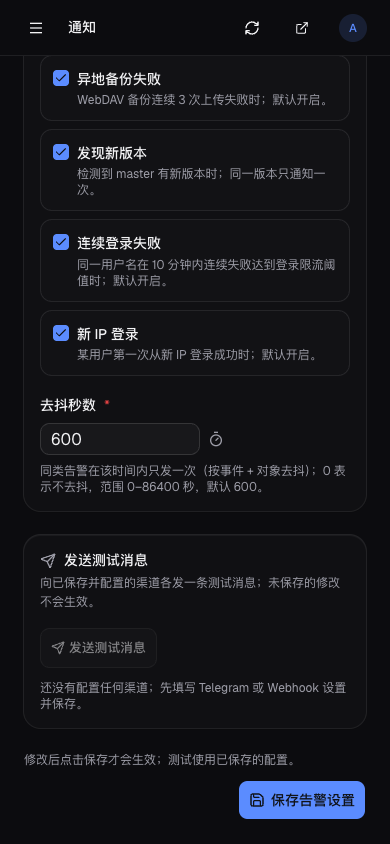 通知
A
异地备份失败
WebDAV 备份连续 3 次上传失败时；默认开启。
发现新版本
检测到 master 有新版本时；同一版本只通知一
次。
连续登录失败
同一用户名在 10 分钟内连续失败达到登录限流阈
值时；默认开启。
新 IP 登录
某用户第一次从新 IP 登录成功时；默认开启。
去抖秒数 *
600
同类告警在该时间内只发一次（按事件 + 对象去抖）；0 表
示不去抖，范围 0–86400 秒，默认 600。
发送测试消息
向已保存并配置的渠道各发一条测试消息；未保存的修改
不会生效。
发送测试消息
还没有配置任何渠道；先填写 Telegram 或 Webhook 设置
并保存。
修改后点击保存才会生效；测试使用已保存的配置。
保存告警设置